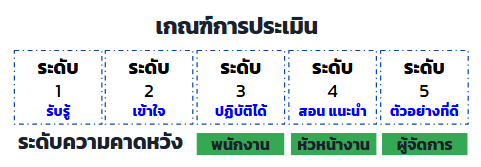 เกณฑ์การประเมิน
ระดับ ระดับ ระดับ ระดับ ระดับ
1 2 3 4 5
รับรู้ เข้าใจ ปฏิบัติได้ สอน แนะนำ ตัวอย่างที่ดี
ระดับความคาดหวัง พนักงาน หัวหน้างาน ผู้จัดการ